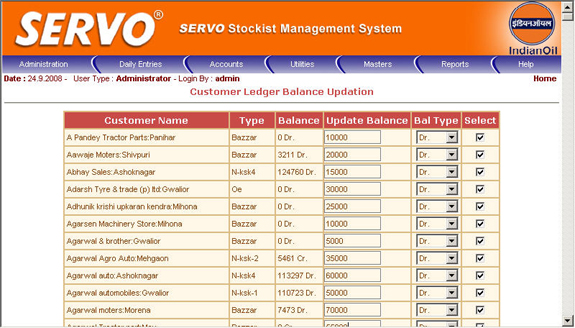 SERVO®
SERVO Stockist Management System
इंडियनऑयल
IndianOil
Administration Daily Entries Accounts Utilities Masters Reports Help
Date : 24.9.2008 - User Type : Administrator - Login By : admin Home
Customer Ledger Balance Updation
Customer Name Type Balance Update Balance Bal Type Select
A Pandey Tractor Parts:Panihar Bazzar 0 Dr. 10000 Dr.
Aawaje Moters:Shivpuri Bazzar 3211 Dr. 20000 Dr.
Abhay Sales:Ashoknagar N-ksk4 124760 Dr. 15000 Dr.
Adarsh Tyre & trade (p) ltd:Gwalior Oe 0 Dr. 30000 Dr.
Adhunik krishi upkaran kendra:Mihona Bazzar 0 Dr. 25000 Dr.
Agarsen Machinery Store:Mihona Bazzar 0 Dr. 10000 Dr.
Agarwal & brother:Gwalior Bazzar 0 Dr. 5000 Dr.
Agarwal Agro Auto:Mehgaon N-ksk-2 5461 Cr. 35000 Dr.
Agarwal auto:Ashoknagar N-ksk4 113297 Dr. 60000 Dr.
Agarwal automobiles:Gwalior N-ksk-1 110723 Dr. 50000 Dr.
Agarwal moters:Morena Bazzar 7473 Dr. 70000 Dr.